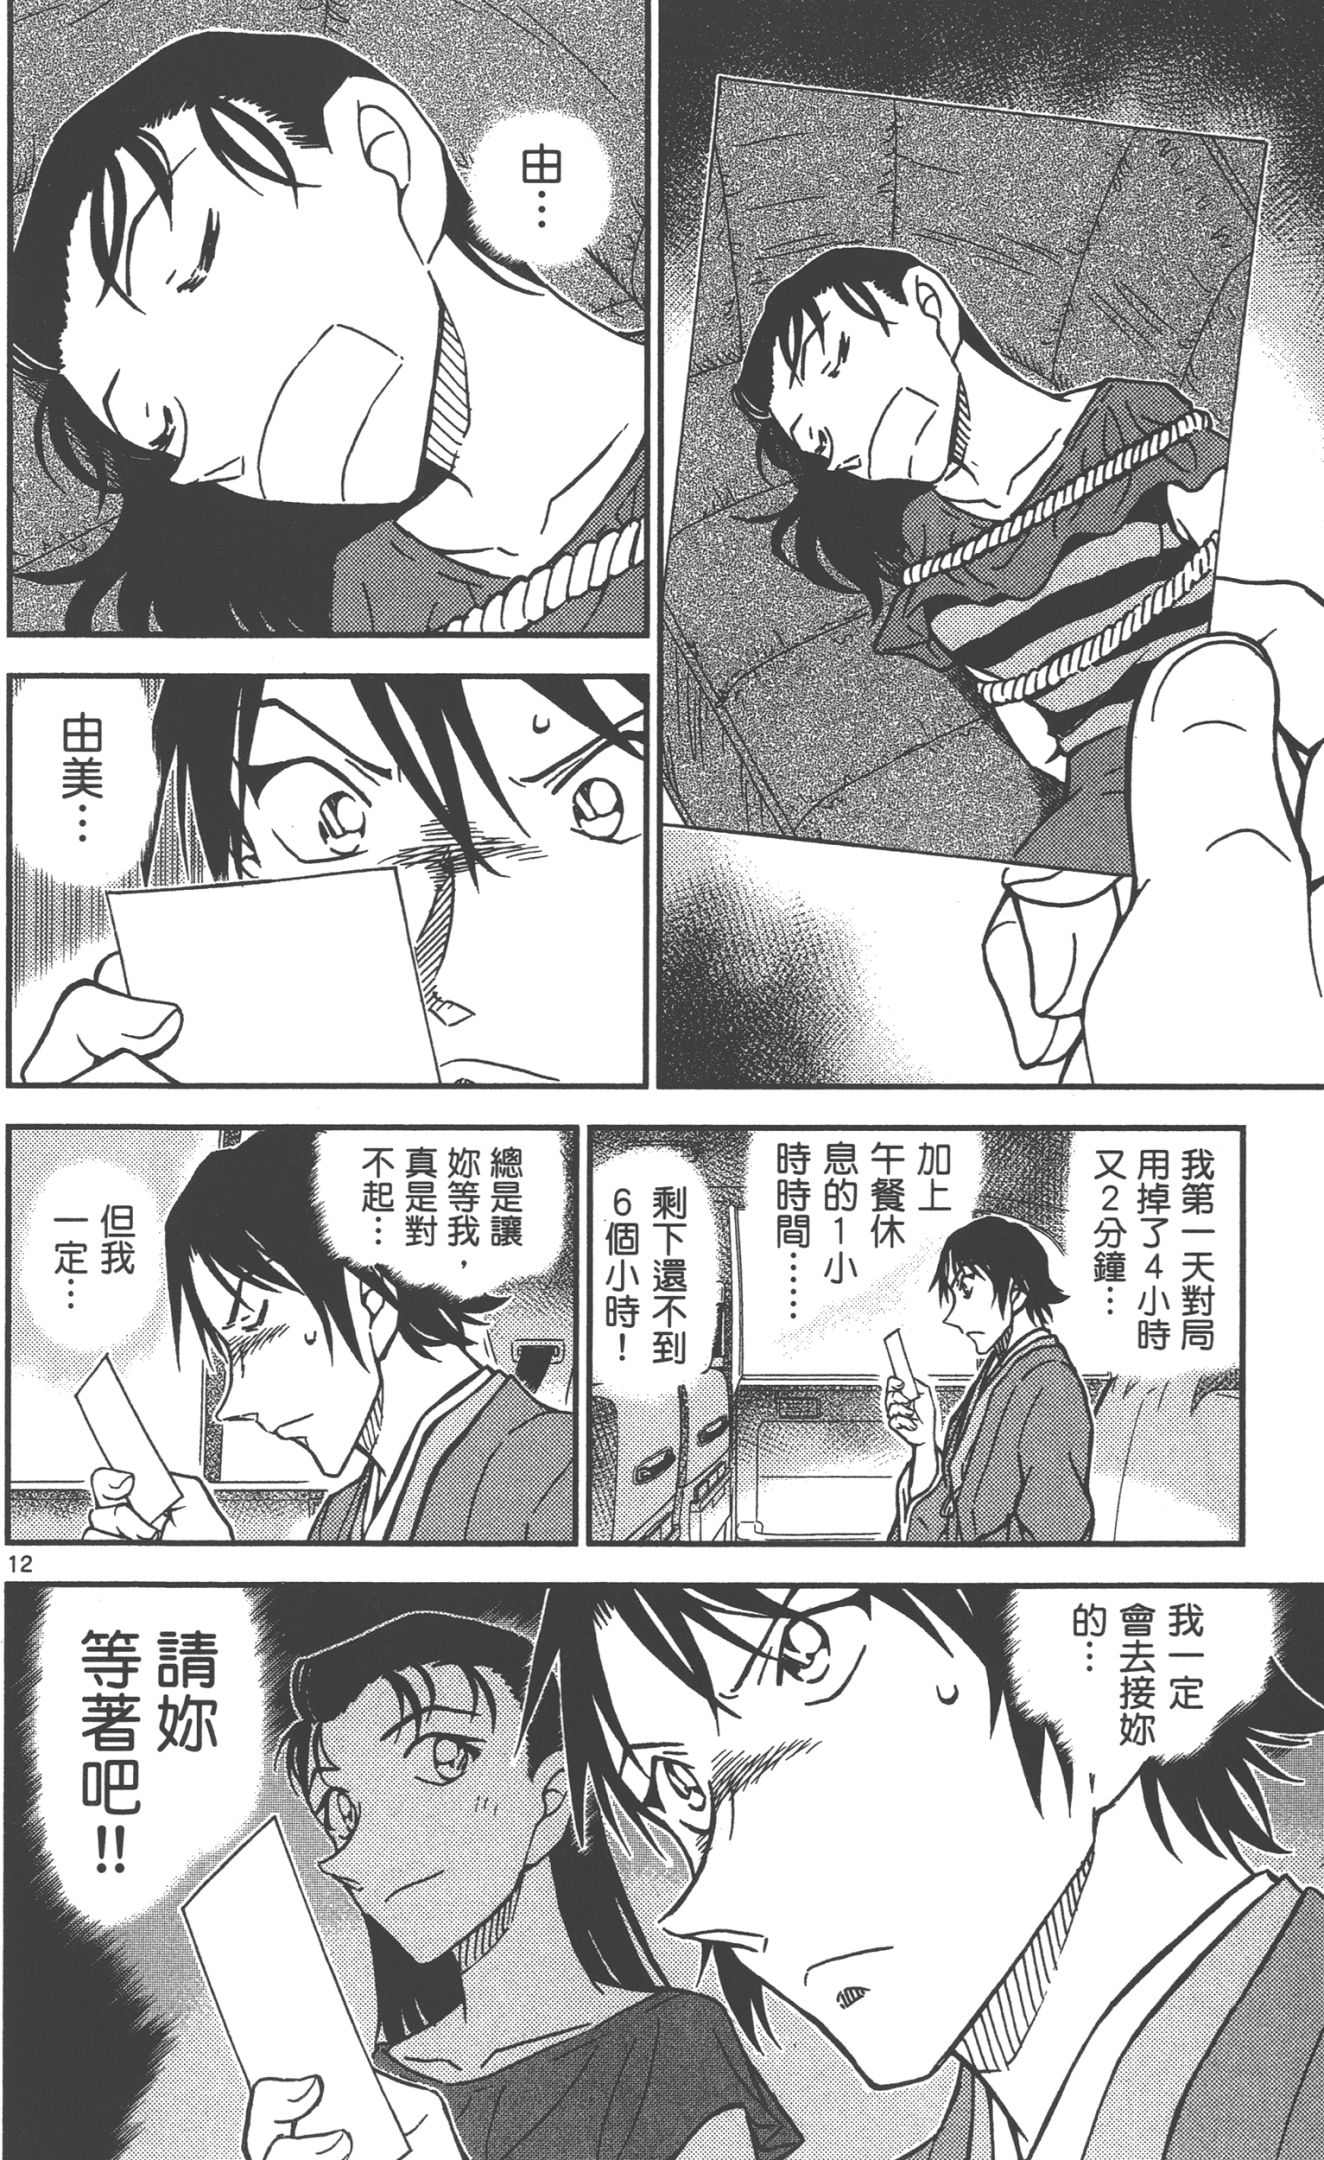 由…
由美…
我第一天對局
用掉了4小時
又2分鐘…
加上
午餐休
息的1小
時時間……
剩下還不到
6個小時！
總是讓
妳等我，
真是對
不起…
但我
一定…
我一定
會去接妳
的…
請妳
等著吧!!
12